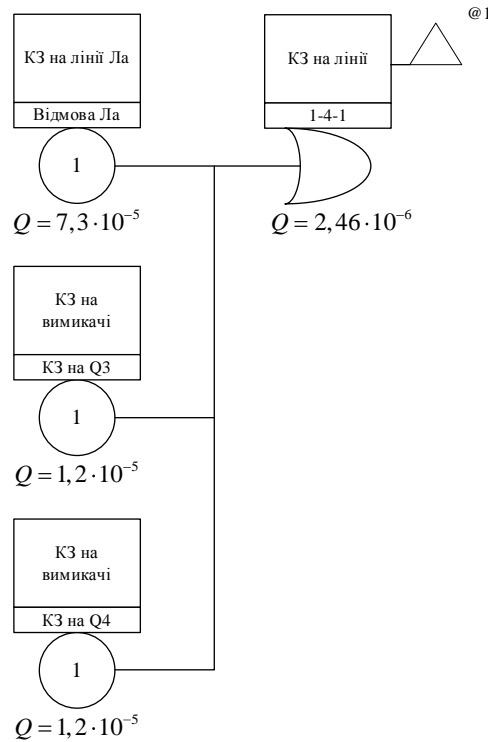 @1
КЗ на лінії Ла
Відмова Ла
1
Q = 7,3·10⁻⁵
КЗ на лінії
1-4-1
Q = 2,46·10⁻⁶
КЗ на
вимикачі
КЗ на Q3
1
Q = 1,2·10⁻⁵
КЗ на
вимикачі
КЗ на Q4
1
Q = 1,2·10⁻⁵